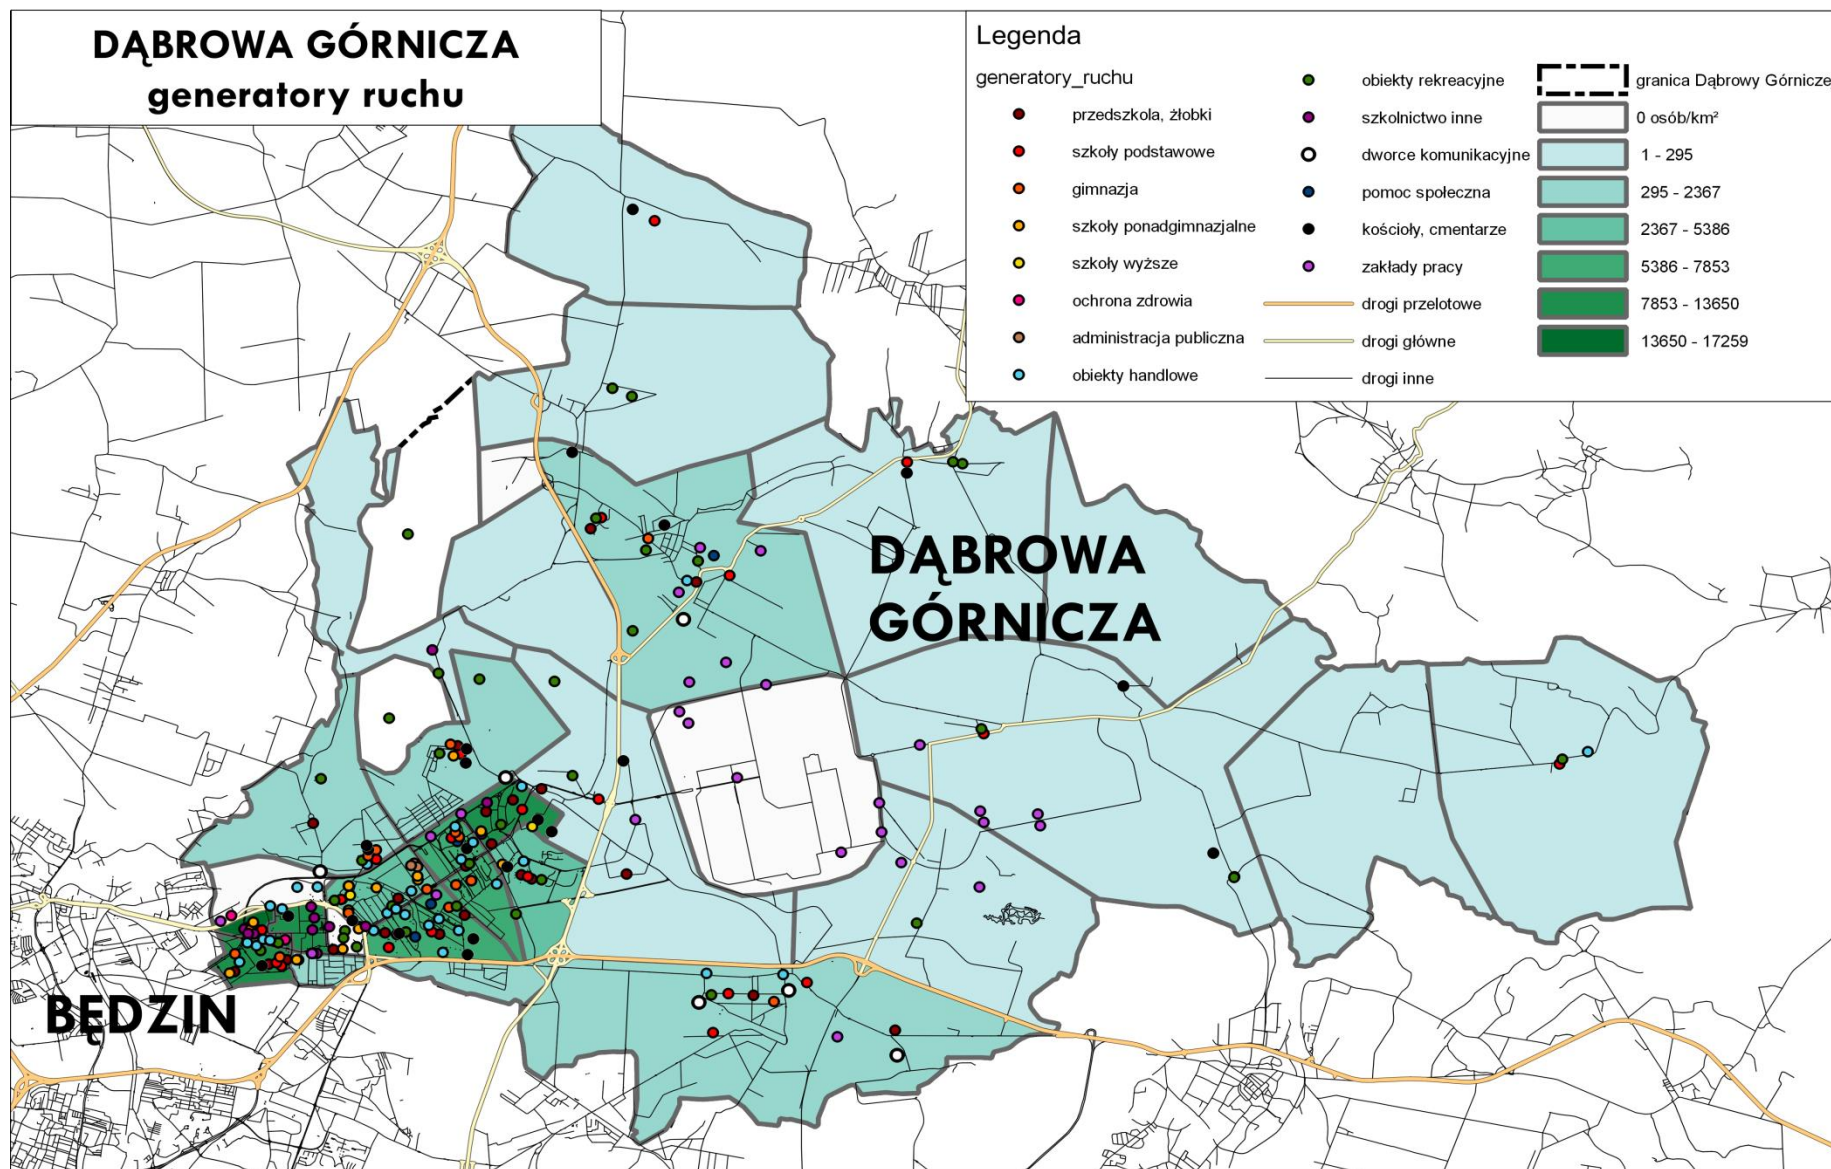 DĄBROWA GÓRNICZA
generatory ruchu
Legenda
generatory_ruchu
przedszkola, żłobki
szkoły podstawowe
gimnazja
szkoły ponadgimnazjalne
szkoły wyższe
ochrona zdrowia
administracja publiczna
obiekty handlowe
obiekty rekreacyjne
szkolnictwo inne
dworce komunikacyjne
pomoc społeczna
kościoły, cmentarze
zakłady pracy
drogi przelotowe
drogi główne
drogi inne
granica Dąbrowy Górnicze
0 osób/km²
1 - 295
295 - 2367
2367 - 5386
5386 - 7853
7853 - 13650
13650 - 17259
DĄBROWA
GÓRNICZA
BĘDZIN